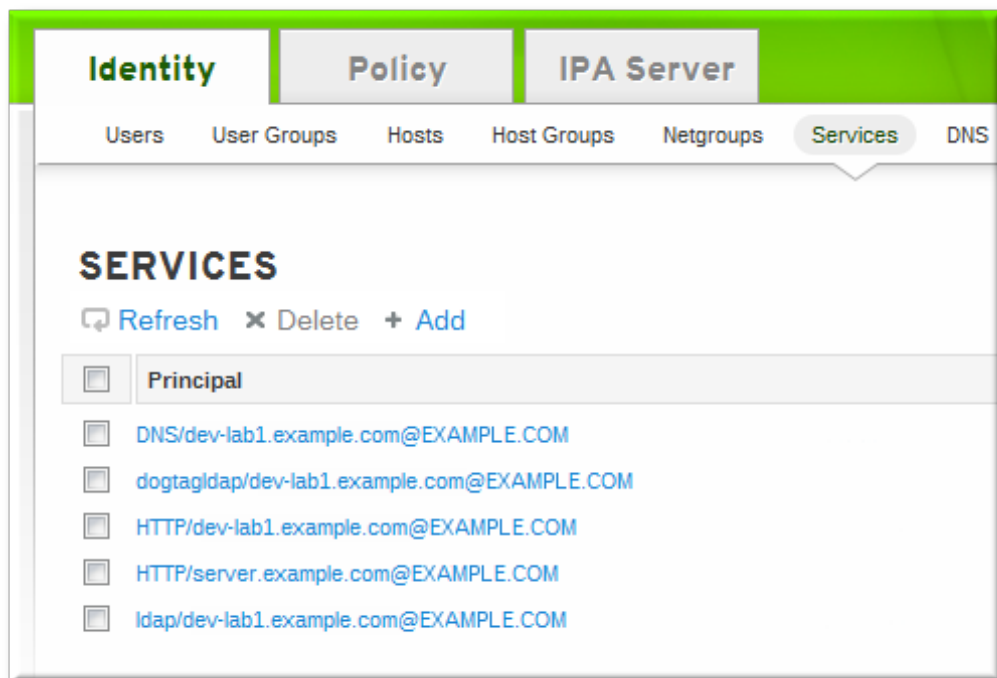 Identity Policy IPA Server
Users User Groups Hosts Host Groups Netgroups Services DNS
SERVICES
Refresh Delete Add
Principal
DNS/dev-lab1.example.com@EXAMPLE.COM
dogtagldap/dev-lab1.example.com@EXAMPLE.COM
HTTP/dev-lab1.example.com@EXAMPLE.COM
HTTP/server.example.com@EXAMPLE.COM
ldap/dev-lab1.example.com@EXAMPLE.COM